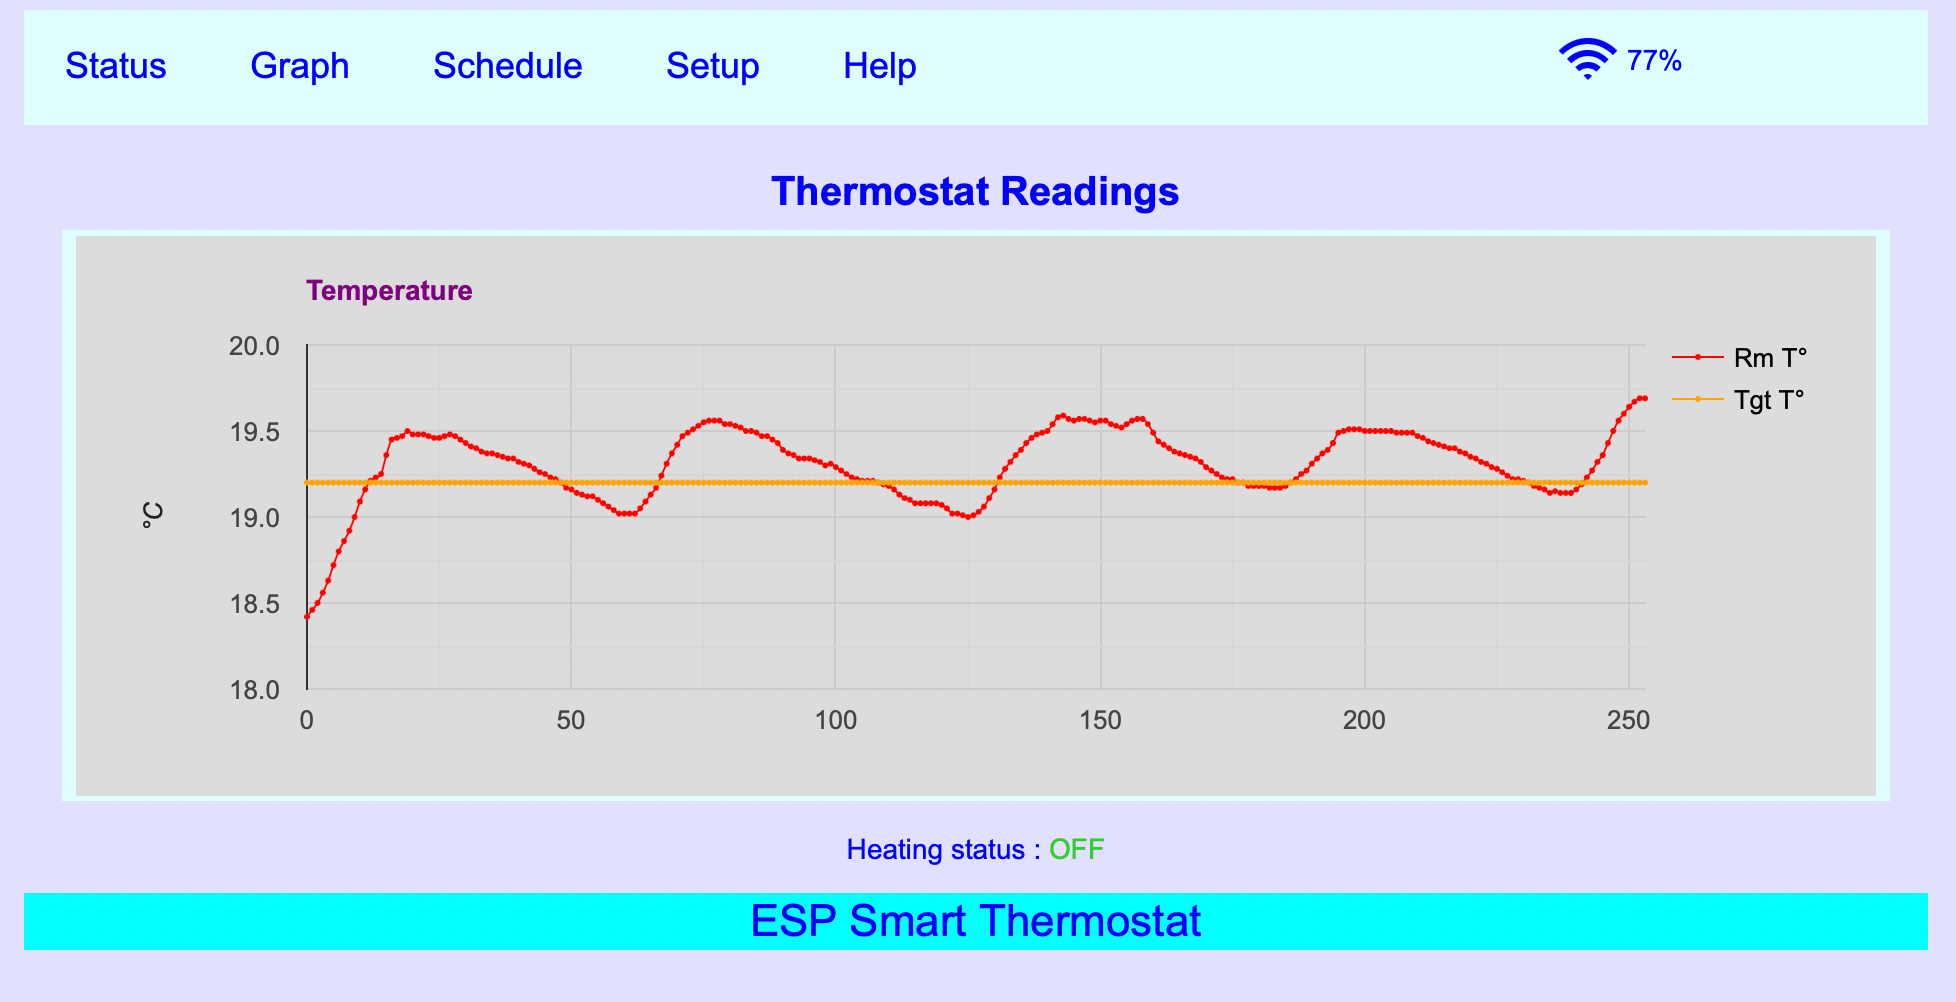 Status Graph Schedule Setup Help 77%
Thermostat Readings
Temperature
20.0
19.5
19.0
18.5
18.0
°C
0 50 100 150 200 250
Rm T°
Tgt T°
Heating status : OFF
ESP Smart Thermostat